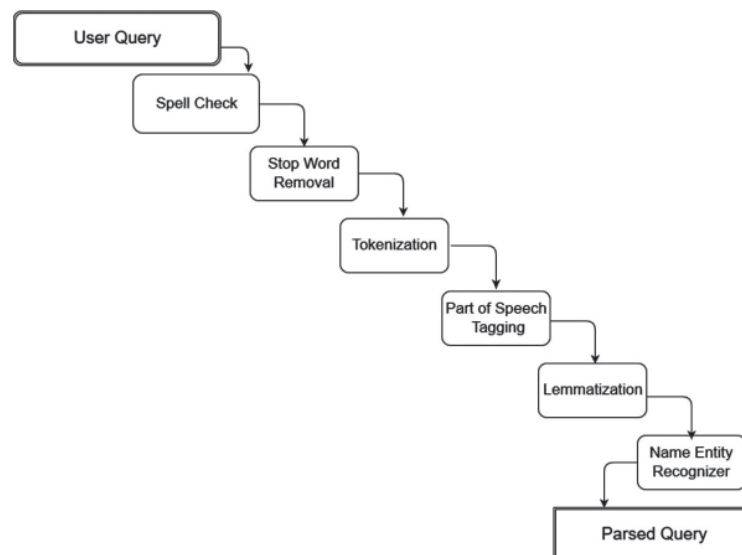 User Query
Spell Check
Stop Word
Removal
Tokenization
Part of Speech
Tagging
Lemmatization
Name Entity
Recognizer
Parsed Query